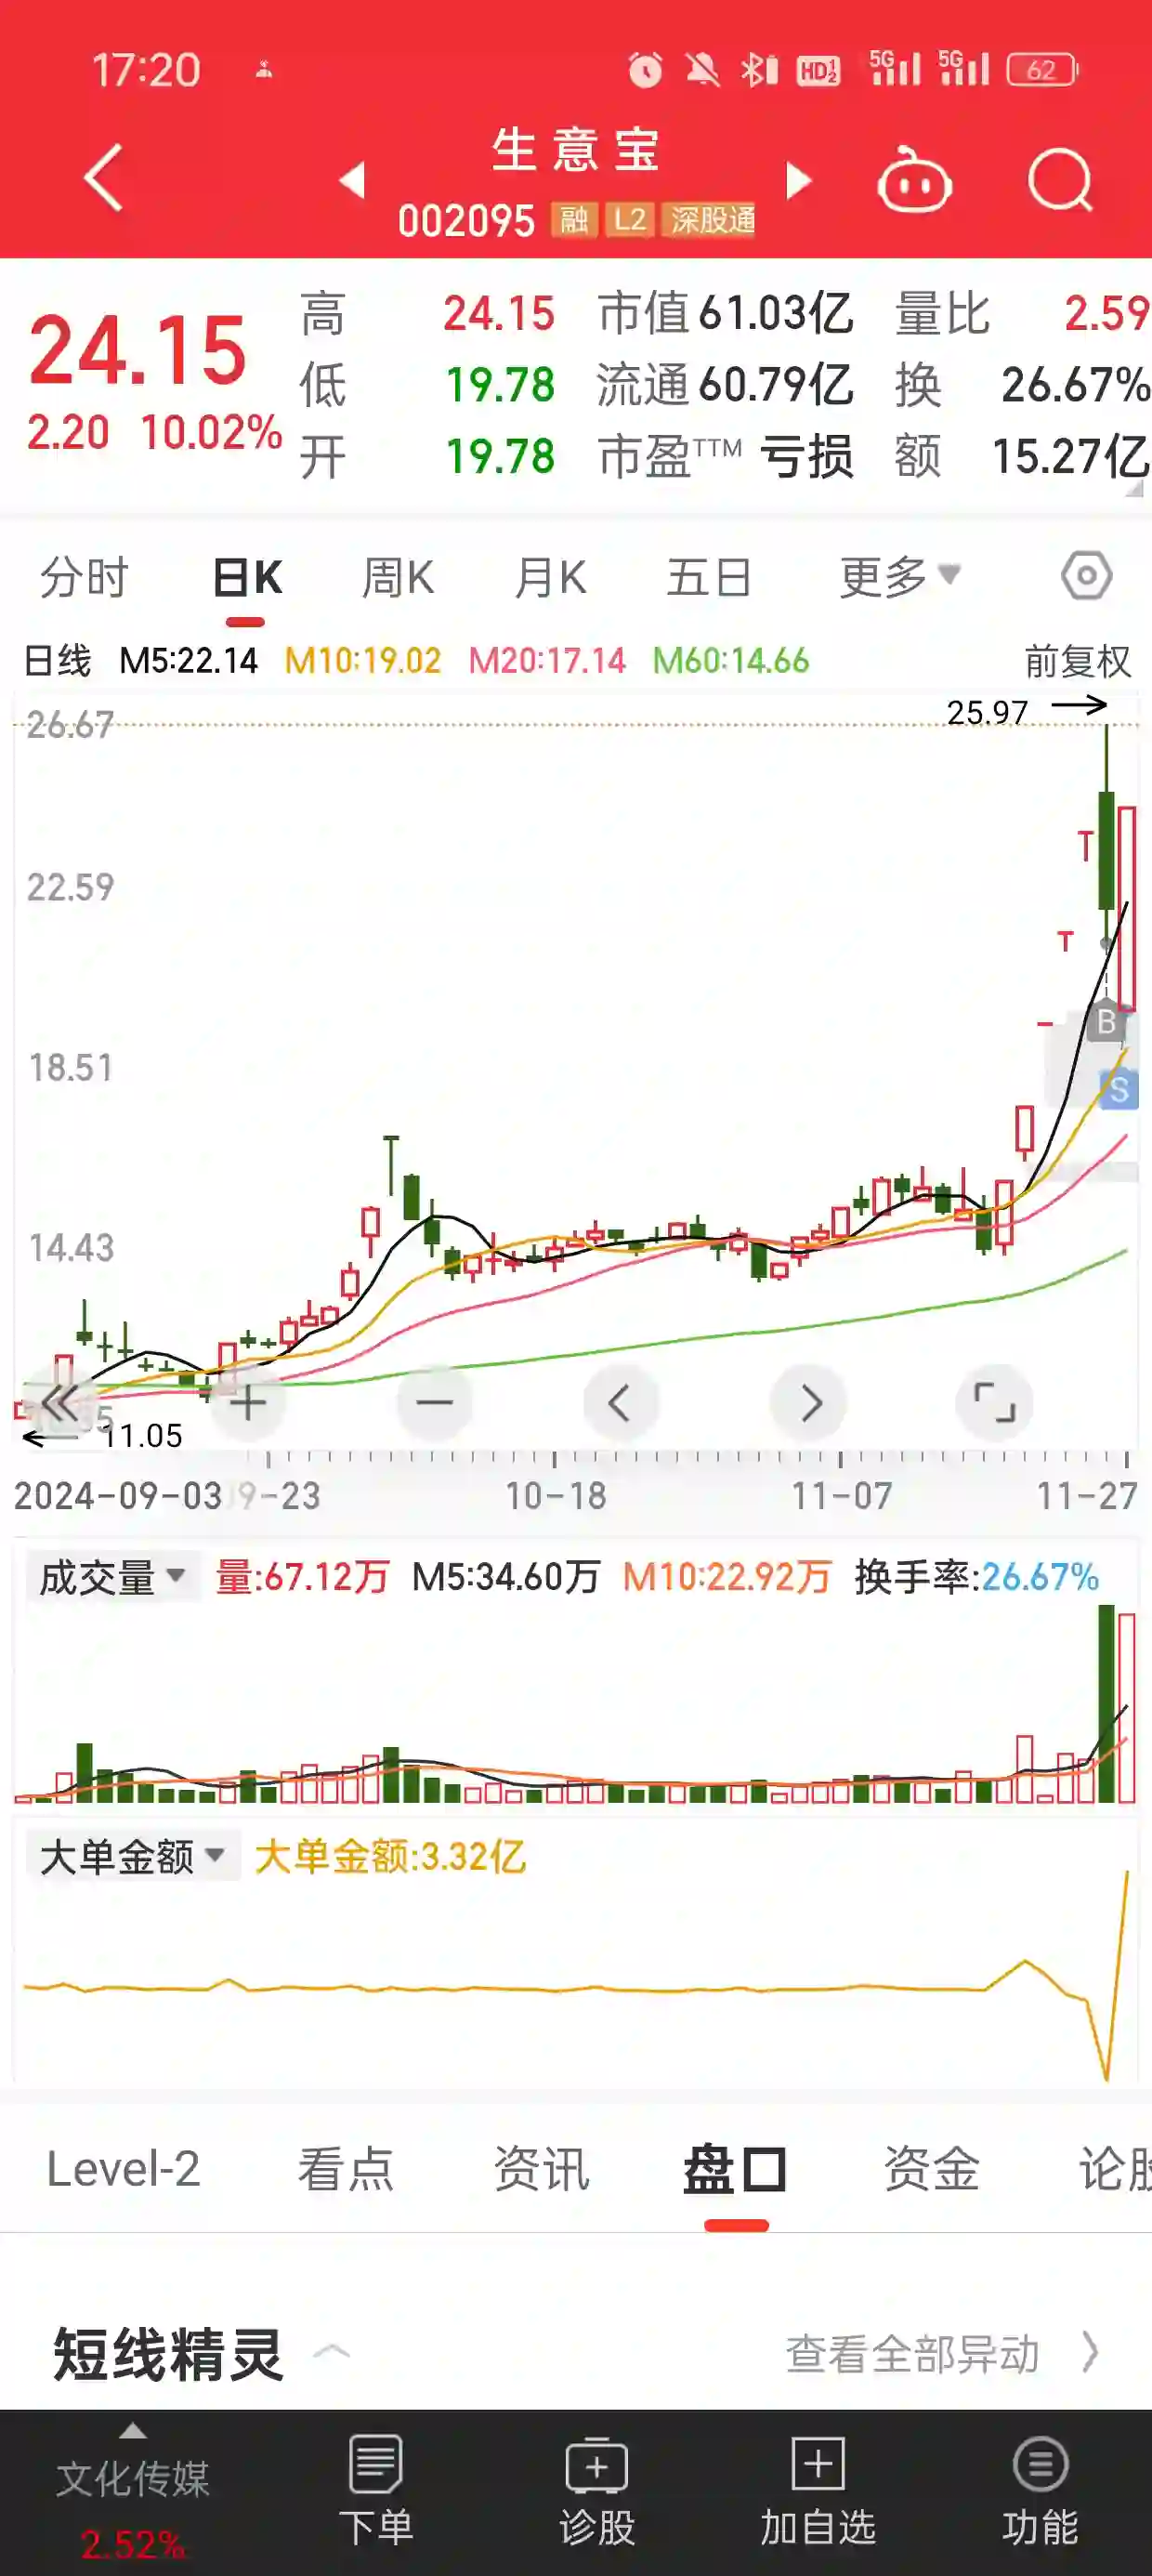 17:20 HD 5G 5G 62
生意宝
002095 融 L2 深股通
24.15
2.20 10.02%
高 24.15 市值 61.03亿 量比 2.59
低 19.78 流通 60.79亿 换 26.67%
开 19.78 市盈TTM 亏损 额 15.27亿
分时 日K 周K 月K 五日 更多
日线 M5:22.14 M10:19.02 M20:17.14 M60:14.66 前复权
25.97
26.67
22.59
T
T
B
18.51
S
14.43
11.05
2024-09-03 9-23 10-18 11-07 11-27
成交量 量:67.12万 M5:34.60万 M10:22.92万 换手率:26.67%
大单金额 大单金额:3.32亿
Level-2 看点 资讯 盘口 资金 论股
短线精灵 查看全部异动
文化传媒 下单 诊股 加自选 功能
2.52%